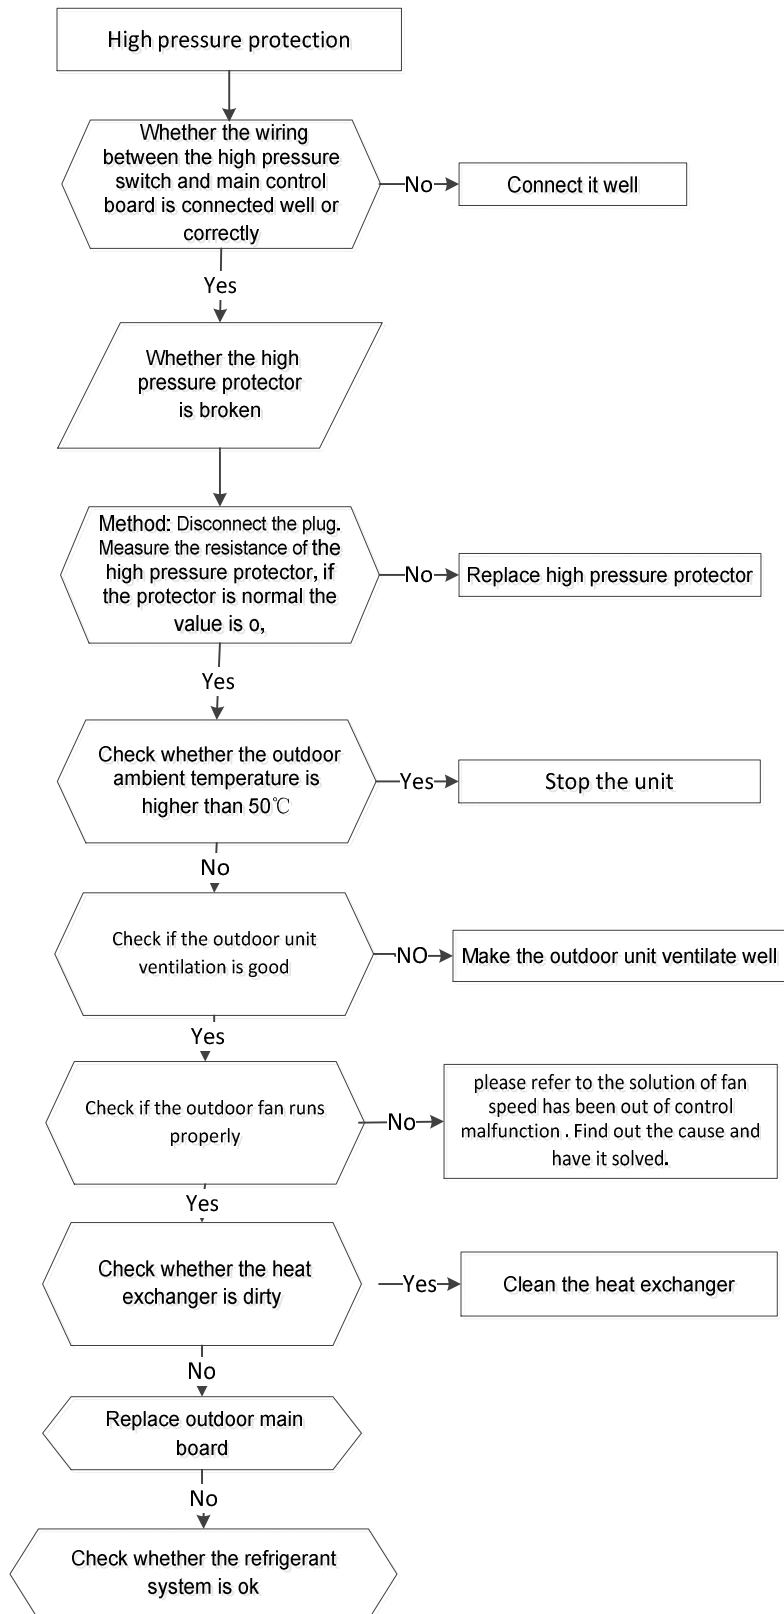 High pressure protection
Whether the wiring
between the high pressure
switch and main control
board is connected well or
correctly
No
Connect it well
Yes
Whether the high
pressure protector
is broken
Method: Disconnect the plug.
Measure the resistance of the
high pressure protector, if
the protector is normal the
value is o,
No
Replace high pressure protector
Yes
Check whether the outdoor
ambient temperature is
higher than 50℃
Yes
Stop the unit
No
Check if the outdoor unit
ventilation is good
NO
Make the outdoor unit ventilate well
Yes
Check if the outdoor fan runs
properly
No
please refer to the solution of fan
speed has been out of control
malfunction . Find out the cause and
have it solved.
Yes
Check whether the heat
exchanger is dirty
Yes
Clean the heat exchanger
No
Replace outdoor main
board
No
Check whether the refrigerant
system is ok